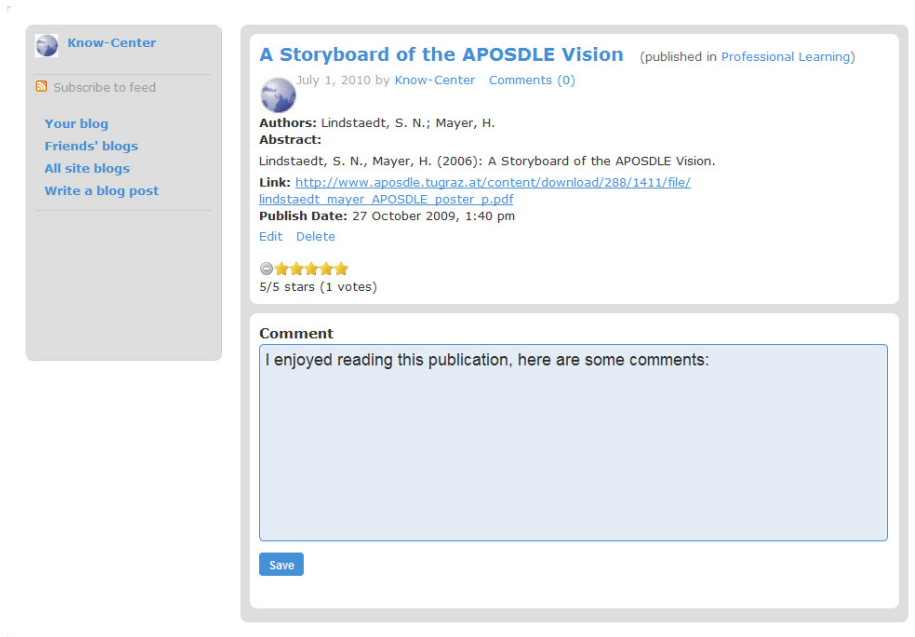 Know-Center
Subscribe to feed
Your blog
Friends' blogs
All site blogs
Write a blog post
A Storyboard of the APOSDLE Vision (published in Professional Learning)
July 1, 2010 by Know-Center Comments (0)
Authors: Lindstaedt, S. N.; Mayer, H.
Abstract:
Lindstaedt, S. N., Mayer, H. (2006): A Storyboard of the APOSDLE Vision.
Link: http://www.aposdle.tugraz.at/content/download/288/1411/file/
lindstaedt_mayer_APOSDLE_poster_p.pdf
Publish Date: 27 October 2009, 1:40 pm
Edit Delete
5/5 stars (1 votes)
Comment
I enjoyed reading this publication, here are some comments:
Save